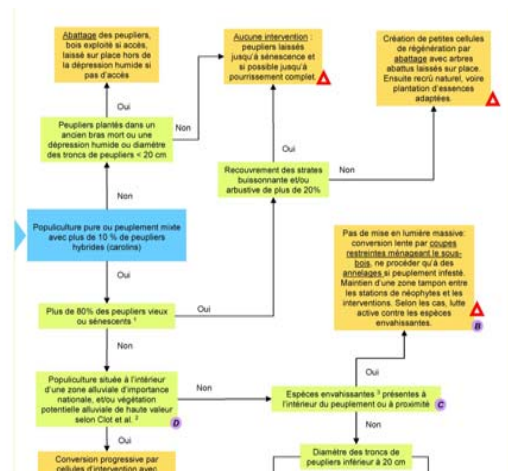 Abattage des peupliers,
bois exploité si accès,
laissé sur place hors de
la dépression humide si
pas d'accès
Aucune intervention :
peupliers laissés
jusqu'à sénescence et
si possible jusqu'à
pourrissement complet.
Création de petites cellules
de régénération par
abattage avec arbres
abattus laissés sur place.
Ensuite recrû naturel, voire
plantation d'essences
adaptées.
Oui
Peupliers plantés dans un
ancien bras mort ou une
dépression humide ou diamètre
des troncs de peupliers < 20 cm
Non
Oui
Recouvrement des strates
buissonnante et/ou
arbustive de plus de 20%
Non
Non
Populiculture pure ou peuplement mixte
avec plus de 10 % de peupliers
hybrides (carolins)
Pas de mise en lumière massive:
conversion lente par coupes
restreintes ménageant le sous-
bois, ne procéder qu'à des
annelages si peuplement infesté.
Maintien d'une zone tampon entre
les stations de néophytes et les
interventions. Selon les cas, lutte
active contre les espèces
envahissantes.
B
Oui
Plus de 80% des peupliers vieux
ou sénescents 1
Oui
Non
Oui
Populiculture située à l'intérieur
d'une zone alluviale d'importance
nationale, et/ou végétation
potentielle alluviale de haute valeur
selon Clot et al. 2
D
Non
Espèces envahissantes 3 présentes à
l'intérieur du peuplement ou à proximité
C
Oui
Non
Conversion progressive par
cellules d'intervention avec
Diamètre des troncs de
peupliers inférieur à 20 cm